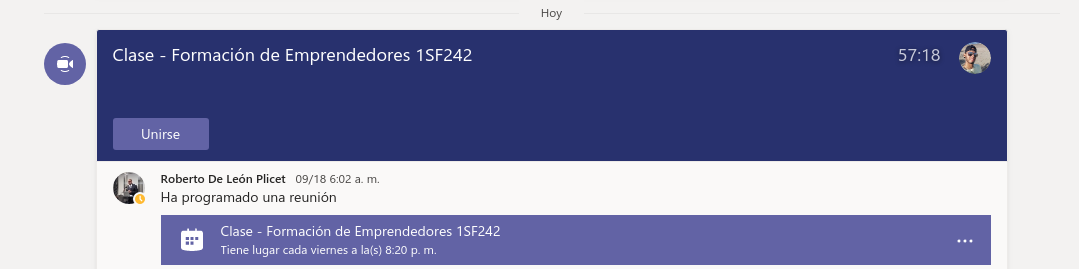 Hoy
Clase - Formación de Emprendedores 1SF242
57:18
Unirse
Roberto De León Plicet 09/18 6:02 a. m.
Ha programado una reunión
Clase - Formación de Emprendedores 1SF242
Tiene lugar cada viernes a la(s) 8:20 p. m.